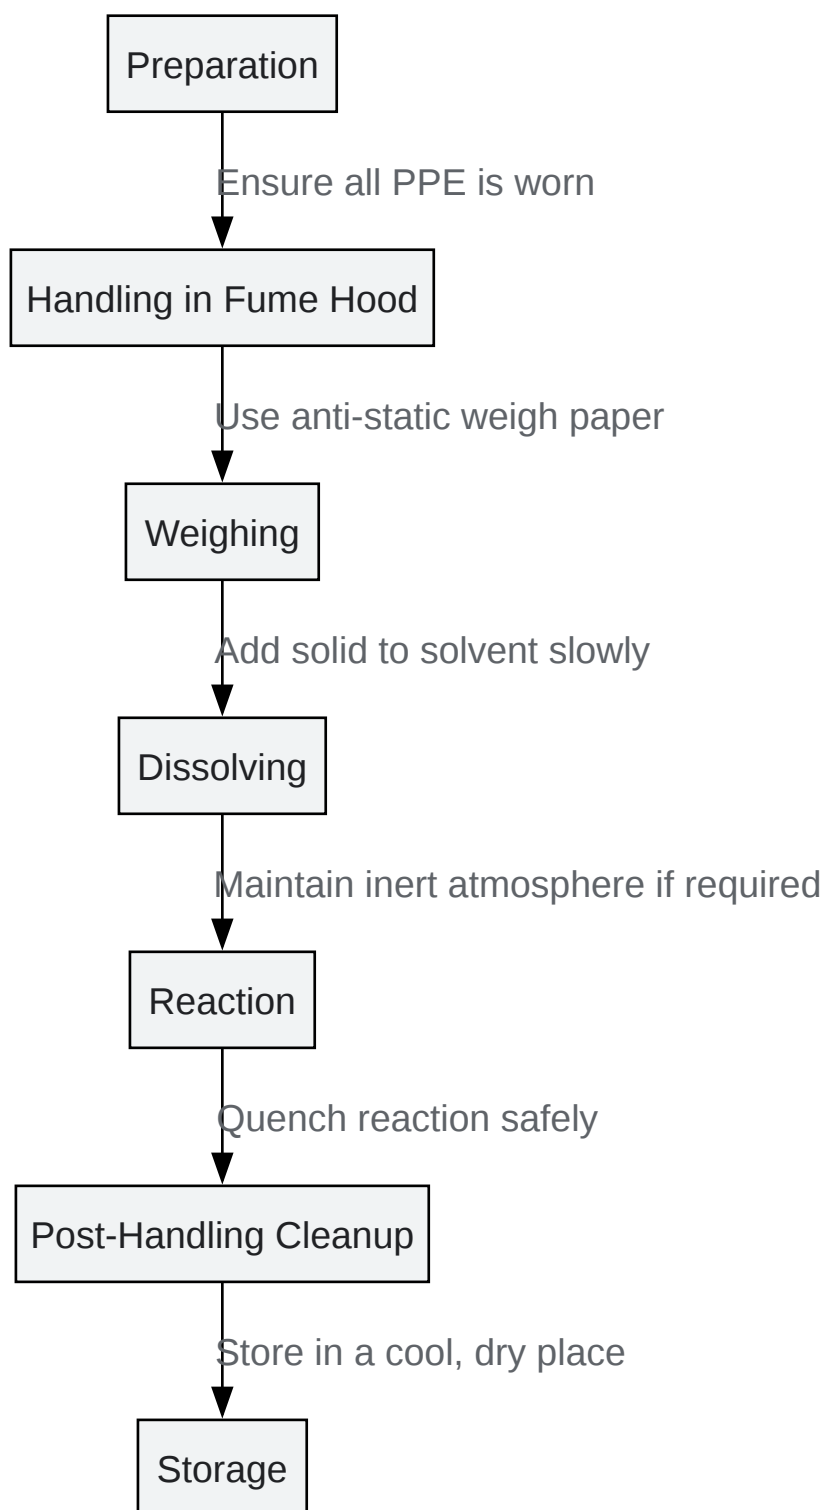 Preparation
Ensure all PPE is worn
Handling in Fume Hood
Use anti-static weigh paper
Weighing
Add solid to solvent slowly
Dissolving
Maintain inert atmosphere if required
Reaction
Quench reaction safely
Post-Handling Cleanup
Store in a cool, dry place
Storage